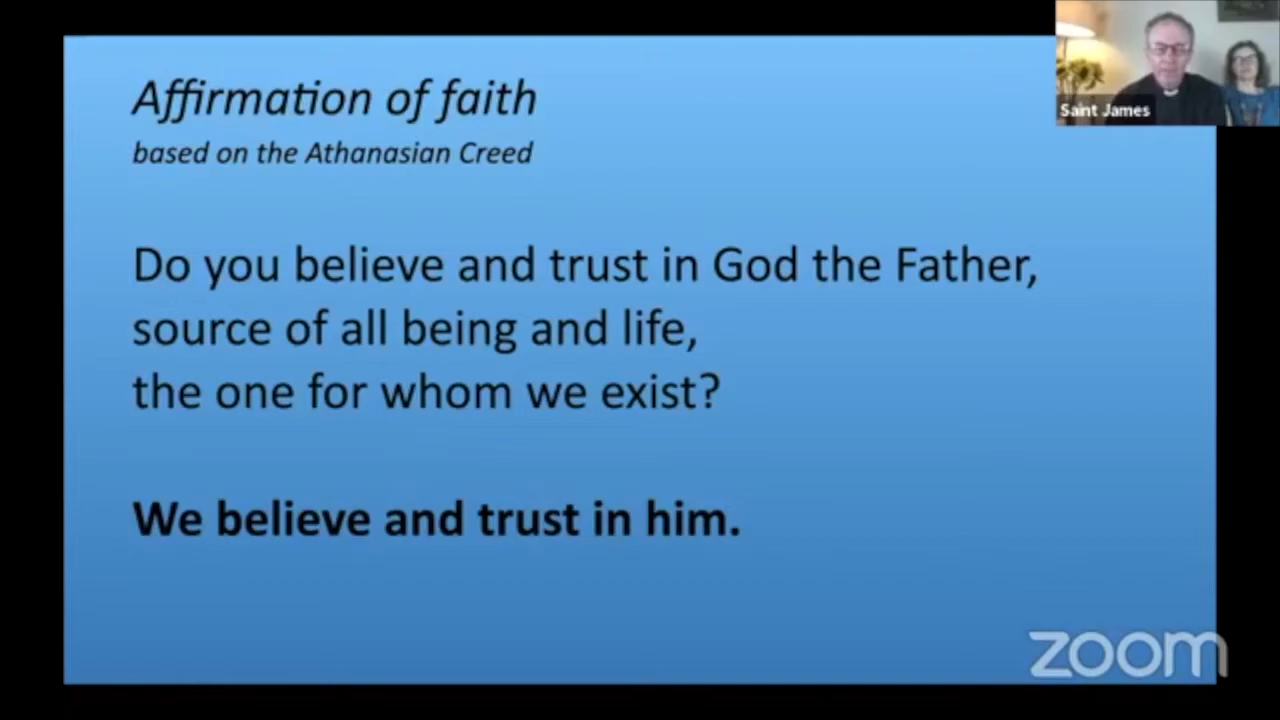 Affirmation of faith
based on the Athanasian Creed
Do you believe and trust in God the Father,
source of all being and life,
the one for whom we exist?
We believe and trust in him.
Saint James
zoom